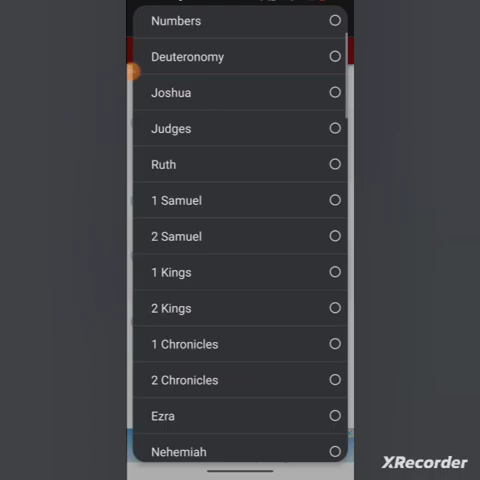 Numbers
Deuteronomy
Joshua
Judges
Ruth
1 Samuel
2 Samuel
1 Kings
2 Kings
1 Chronicles
2 Chronicles
Ezra
Nehemiah
XRecorder